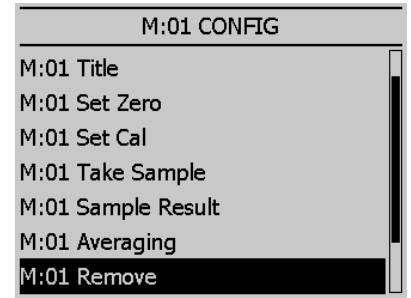 M:01 CONFIG
M:01 Title
M:01 Set Zero
M:01 Set Cal
M:01 Take Sample
M:01 Sample Result
M:01 Averaging
M:01 Remove